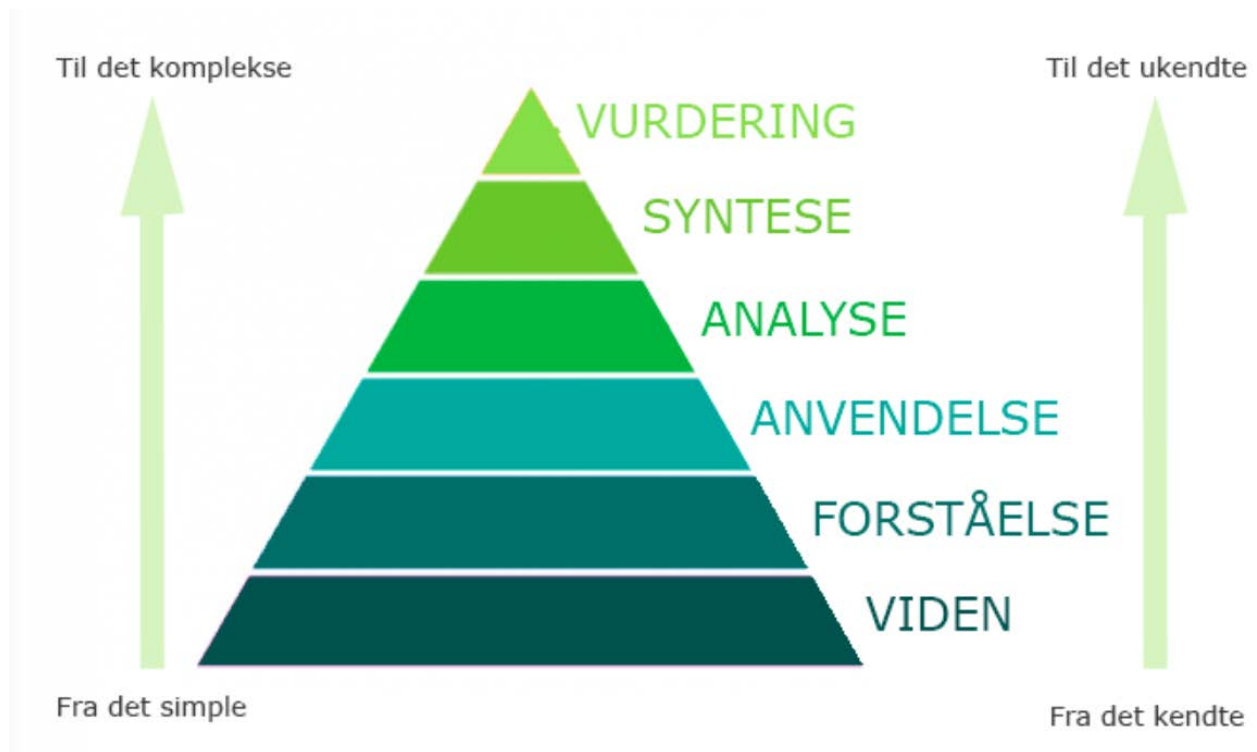 Til det komplekse
Til det ukendte
VURDERING
SYNTESE
ANALYSE
ANVENDELSE
FORSTÅELSE
VIDEN
Fra det simple
Fra det kendte